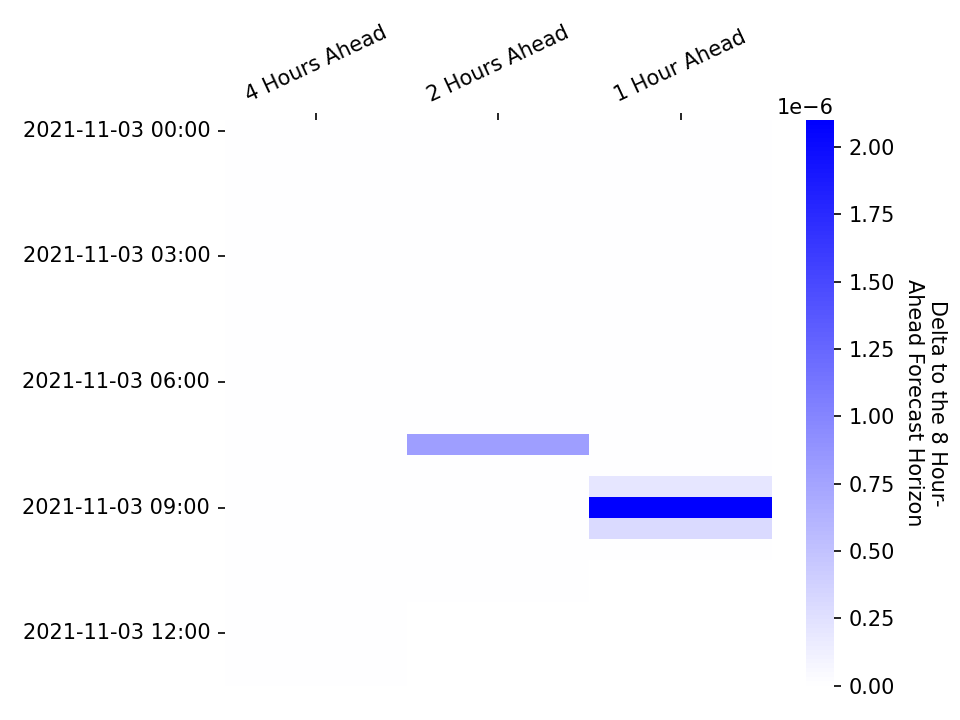 4 Hours Ahead
2 Hours Ahead
1 Hour Ahead
1e−6
2021-11-03 00:00
2021-11-03 03:00
2021-11-03 06:00
2021-11-03 09:00
2021-11-03 12:00
2.00
1.75
1.50
1.25
1.00
0.75
0.50
0.25
0.00
Delta to the 8 Hour-
Ahead Forecast Horizon